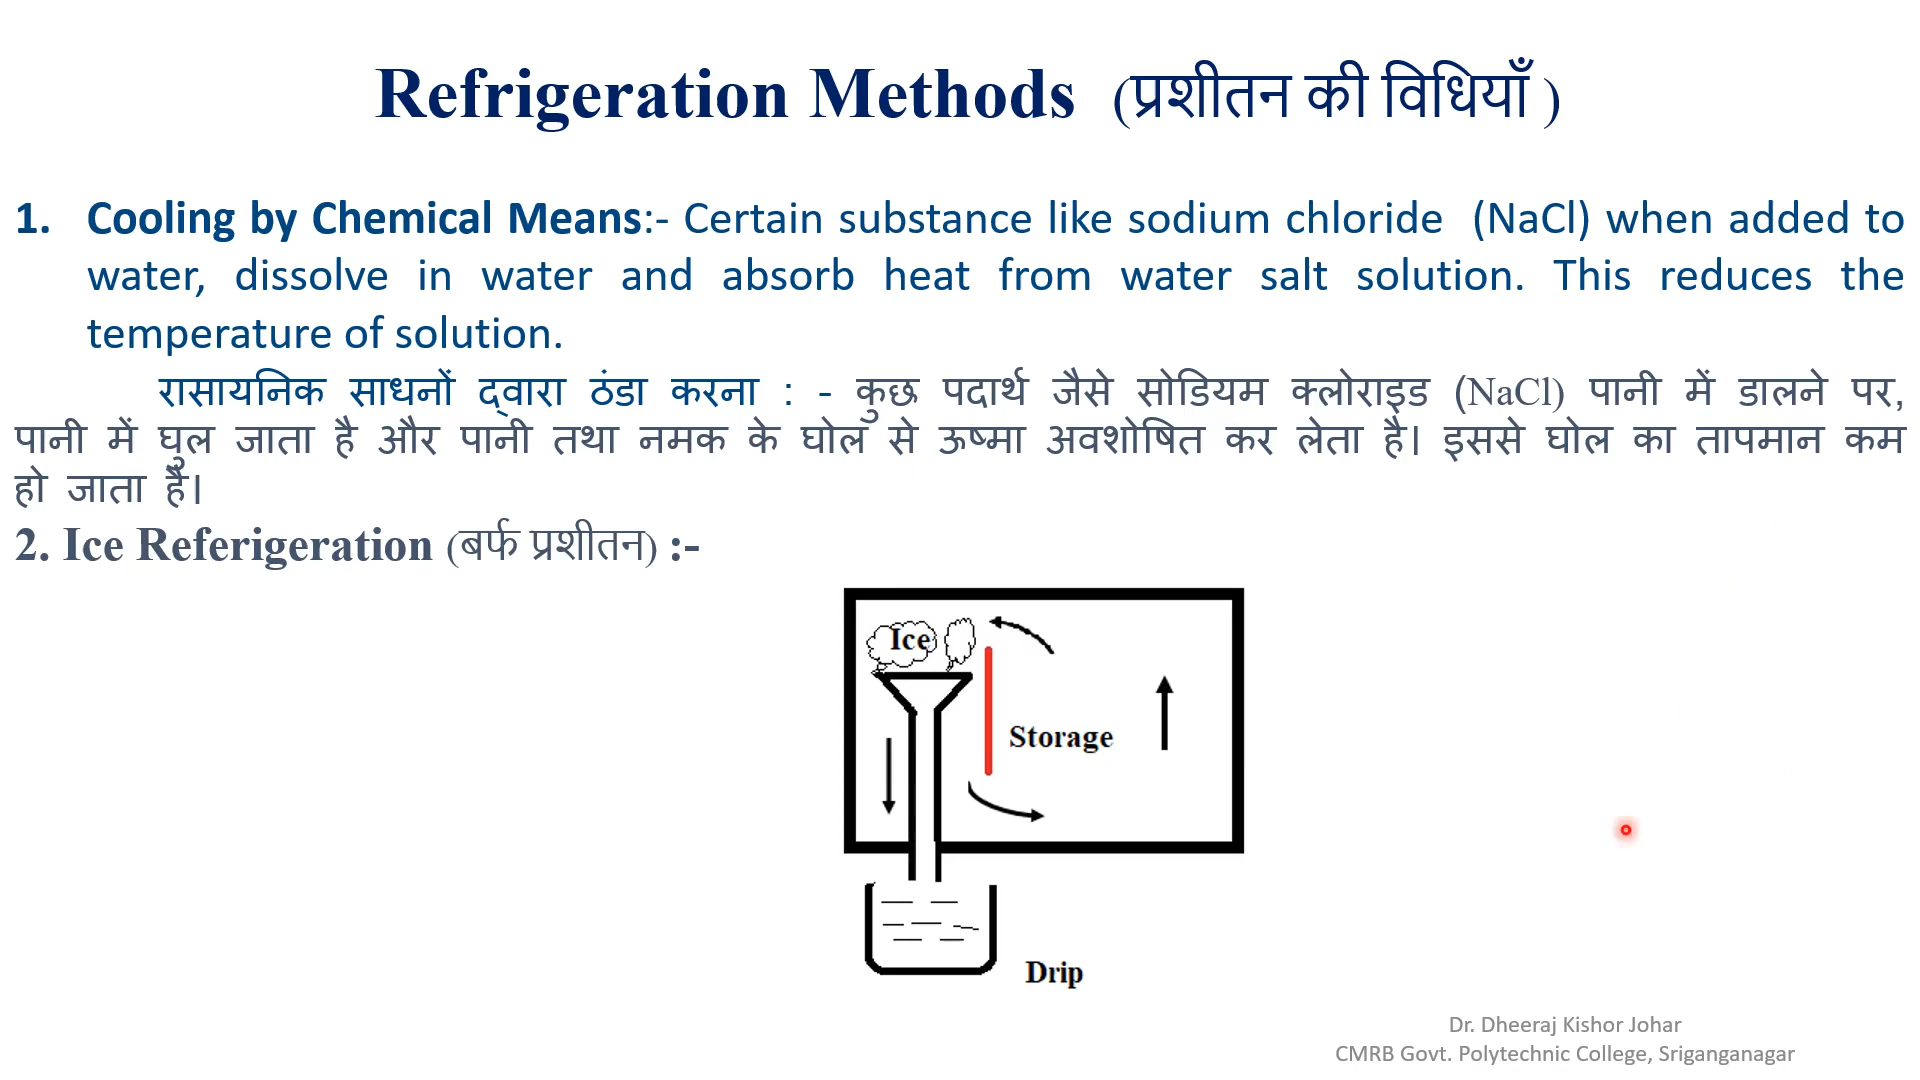 Refrigeration Methods (प्रशीतन की विधियाँ )
1. Cooling by Chemical Means:- Certain substance like sodium chloride (NaCl) when added to
water, dissolve in water and absorb heat from water salt solution. This reduces the
temperature of solution.
रासायनिक साधनों द्वारा ठंडा करना : - कुछ पदार्थ जैसे सोडियम क्लोराइड (NaCl) पानी में डालने पर,
पानी में घुल जाता है और पानी तथा नमक के घोल से ऊष्मा अवशोषित कर लेता है। इससे घोल का तापमान कम
हो जाता है।
2. Ice Referigeration (बर्फ प्रशीतन) :-
Ice
Storage
Drip
Dr. Dheeraj Kishor Johar
CMRB Govt. Polytechnic College, Sriganganagar